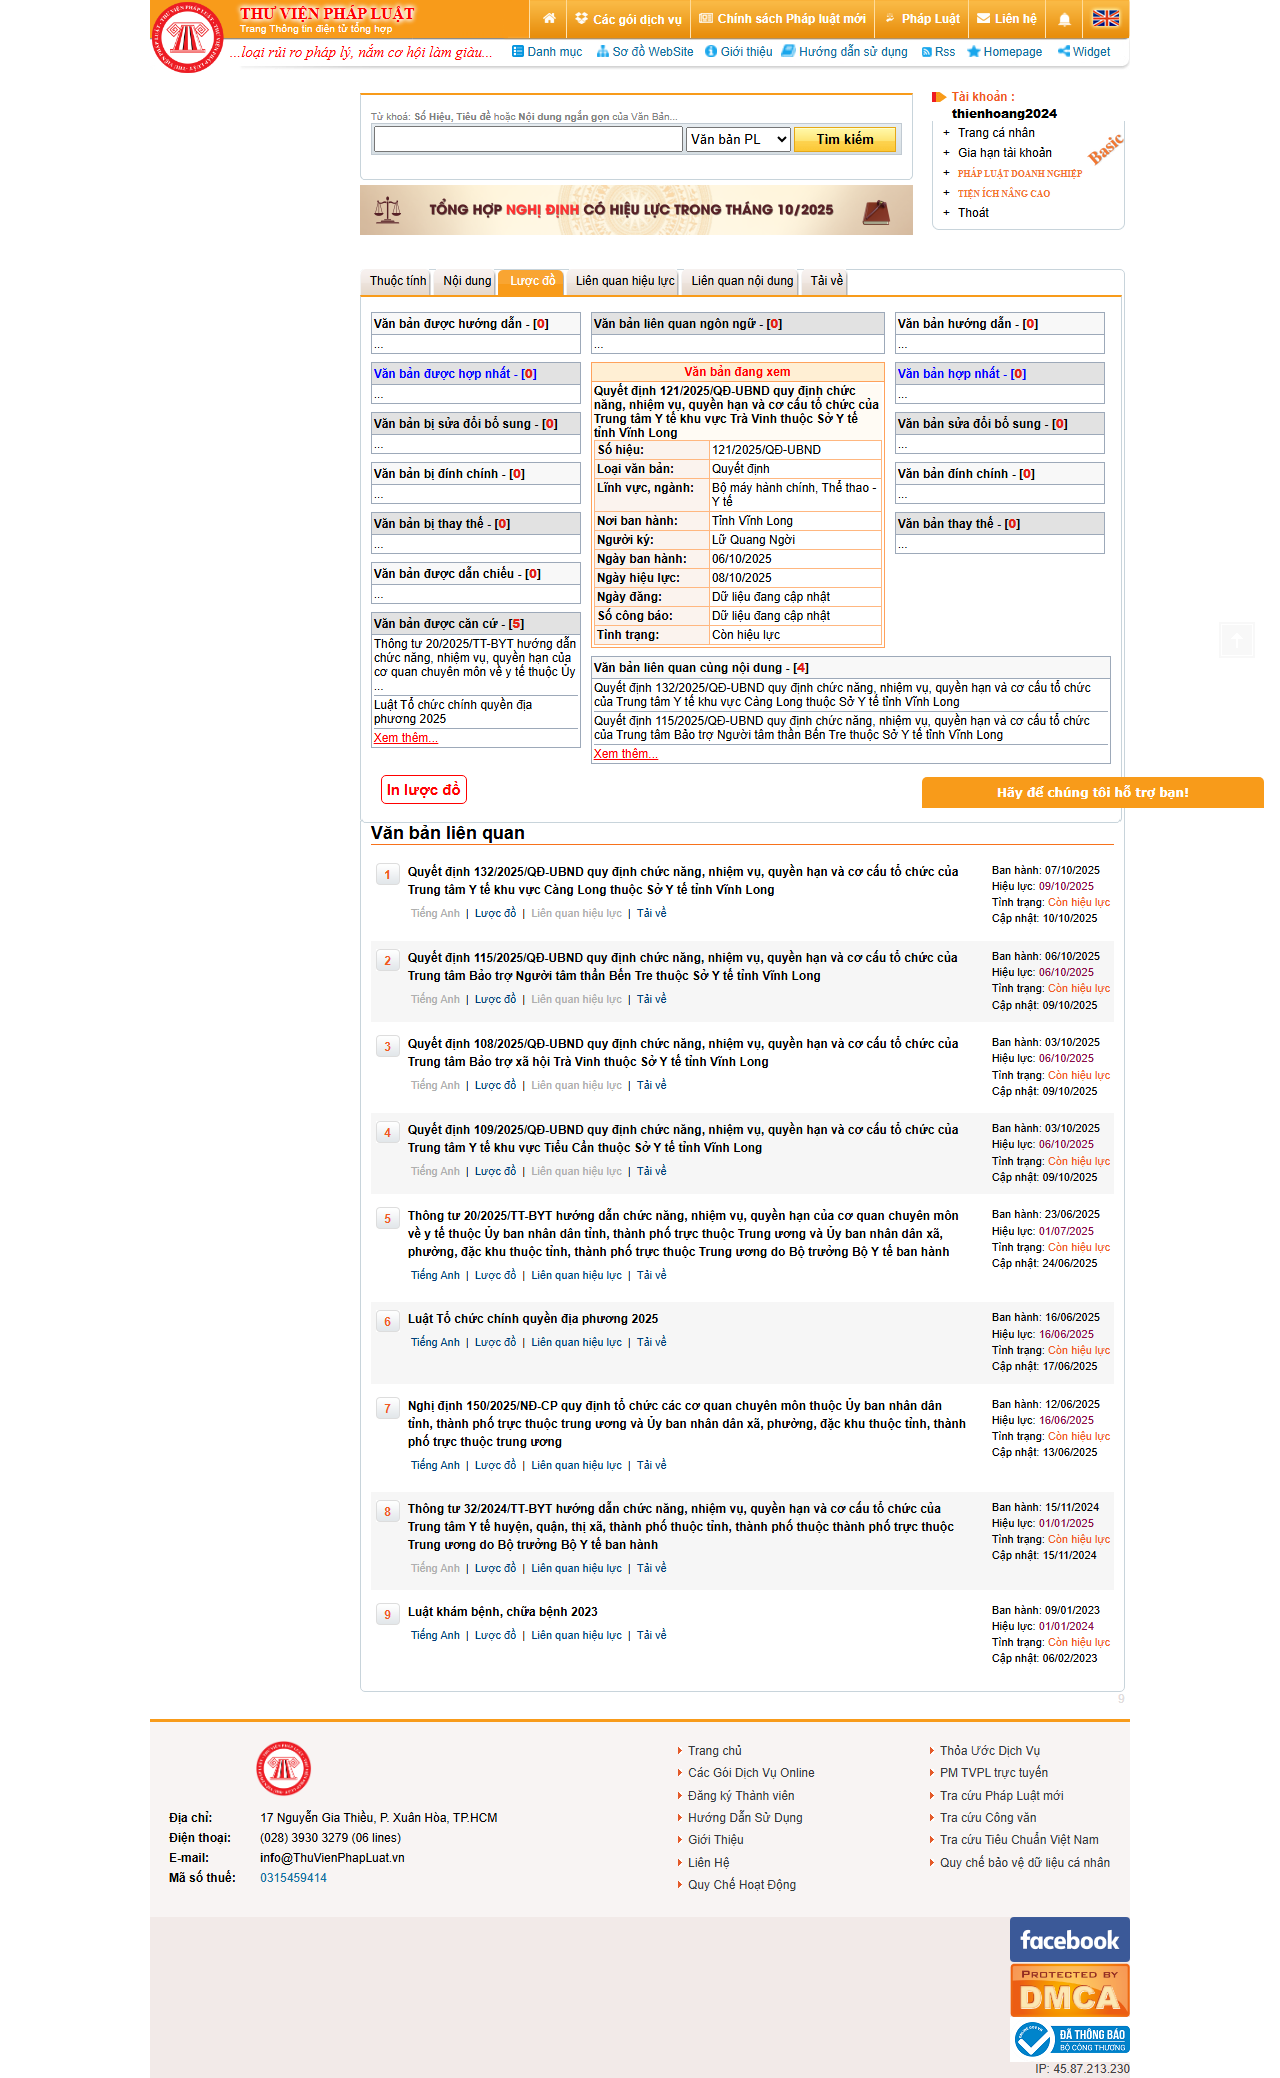 THƯ VIỆN PHÁP LUẬT
Trang Thông tin điện tử tổng hợp
Các gói dịch vụ
Chính sách Pháp luật mới
Pháp Luật
Liên hệ
...loại rủi ro pháp lý, nắm cơ hội làm giàu...
Danh mục
Sơ đồ WebSite
Giới thiệu
Hướng dẫn sử dụng
Rss
Homepage
Widget
Từ khoá: Số Hiệu, Tiêu đề hoặc Nội dung ngắn gọn của Văn Bản...
Văn bản PL
Tìm kiếm
Tài khoản :
thienhoang2024
+ Trang cá nhân
+ Gia hạn tài khoản
+ PHÁP LUẬT DOANH NGHIỆP
+ TIỆN ÍCH NÂNG CAO
+ Thoát
Basic
TỔNG HỢP NGHỊ ĐỊNH CÓ HIỆU LỰC TRONG THÁNG 10/2025
Thuộc tính
Nội dung
Lược đồ
Liên quan hiệu lực
Liên quan nội dung
Tải về
Văn bản được hướng dẫn - [0]
...
Văn bản được hợp nhất - [0]
...
Văn bản bị sửa đổi bổ sung - [0]
...
Văn bản bị đính chính - [0]
...
Văn bản bị thay thế - [0]
...
Văn bản được dẫn chiếu - [0]
...
Văn bản được căn cứ - [5]
Thông tư 20/2025/TT-BYT hướng dẫn
chức năng, nhiệm vụ, quyền hạn của
cơ quan chuyên môn về y tế thuộc Ủy
...
Luật Tổ chức chính quyền địa
phương 2025
Xem thêm...
Văn bản liên quan ngôn ngữ - [0]
...
Văn bản đang xem
Quyết định 121/2025/QĐ-UBND quy định chức
năng, nhiệm vụ, quyền hạn và cơ cấu tổ chức của
Trung tâm Y tế khu vực Trà Vinh thuộc Sở Y tế
tỉnh Vĩnh Long
Số hiệu: 121/2025/QĐ-UBND
Loại văn bản: Quyết định
Lĩnh vực, ngành: Bộ máy hành chính, Thể thao -
Y tế
Nơi ban hành: Tỉnh Vĩnh Long
Người ký: Lữ Quang Ngời
Ngày ban hành: 06/10/2025
Ngày hiệu lực: 08/10/2025
Ngày đăng: Dữ liệu đang cập nhật
Số công báo: Dữ liệu đang cập nhật
Tình trạng: Còn hiệu lực
Văn bản hướng dẫn - [0]
...
Văn bản hợp nhất - [0]
...
Văn bản sửa đổi bổ sung - [0]
...
Văn bản đính chính - [0]
...
Văn bản thay thế - [0]
...
Văn bản liên quan cùng nội dung - [4]
Quyết định 132/2025/QĐ-UBND quy định chức năng, nhiệm vụ, quyền hạn và cơ cấu tổ chức
của Trung tâm Y tế khu vực Càng Long thuộc Sở Y tế tỉnh Vĩnh Long
Quyết định 115/2025/QĐ-UBND quy định chức năng, nhiệm vụ, quyền hạn và cơ cấu tổ chức
của Trung tâm Bảo trợ Người tâm thần Bến Tre thuộc Sở Y tế tỉnh Vĩnh Long
Xem thêm...
In lược đồ
Hãy để chúng tôi hỗ trợ bạn!
Văn bản liên quan
1
Quyết định 132/2025/QĐ-UBND quy định chức năng, nhiệm vụ, quyền hạn và cơ cấu tổ chức của
Trung tâm Y tế khu vực Càng Long thuộc Sở Y tế tỉnh Vĩnh Long
Tiếng Anh | Lược đồ | Liên quan hiệu lực | Tải về
Ban hành: 07/10/2025
Hiệu lực: 09/10/2025
Tình trạng: Còn hiệu lực
Cập nhật: 10/10/2025
2
Quyết định 115/2025/QĐ-UBND quy định chức năng, nhiệm vụ, quyền hạn và cơ cấu tổ chức của
Trung tâm Bảo trợ Người tâm thần Bến Tre thuộc Sở Y tế tỉnh Vĩnh Long
Tiếng Anh | Lược đồ | Liên quan hiệu lực | Tải về
Ban hành: 06/10/2025
Hiệu lực: 06/10/2025
Tình trạng: Còn hiệu lực
Cập nhật: 09/10/2025
3
Quyết định 108/2025/QĐ-UBND quy định chức năng, nhiệm vụ, quyền hạn và cơ cấu tổ chức của
Trung tâm Bảo trợ xã hội Trà Vinh thuộc Sở Y tế tỉnh Vĩnh Long
Tiếng Anh | Lược đồ | Liên quan hiệu lực | Tải về
Ban hành: 03/10/2025
Hiệu lực: 06/10/2025
Tình trạng: Còn hiệu lực
Cập nhật: 09/10/2025
4
Quyết định 109/2025/QĐ-UBND quy định chức năng, nhiệm vụ, quyền hạn và cơ cấu tổ chức của
Trung tâm Y tế khu vực Tiểu Cần thuộc Sở Y tế tỉnh Vĩnh Long
Tiếng Anh | Lược đồ | Liên quan hiệu lực | Tải về
Ban hành: 03/10/2025
Hiệu lực: 06/10/2025
Tình trạng: Còn hiệu lực
Cập nhật: 09/10/2025
5
Thông tư 20/2025/TT-BYT hướng dẫn chức năng, nhiệm vụ, quyền hạn của cơ quan chuyên môn
về y tế thuộc Ủy ban nhân dân tỉnh, thành phố trực thuộc Trung ương và Ủy ban nhân dân xã,
phường, đặc khu thuộc tỉnh, thành phố trực thuộc Trung ương do Bộ trưởng Bộ Y tế ban hành
Tiếng Anh | Lược đồ | Liên quan hiệu lực | Tải về
Ban hành: 23/06/2025
Hiệu lực: 01/07/2025
Tình trạng: Còn hiệu lực
Cập nhật: 24/06/2025
6
Luật Tổ chức chính quyền địa phương 2025
Tiếng Anh | Lược đồ | Liên quan hiệu lực | Tải về
Ban hành: 16/06/2025
Hiệu lực: 16/06/2025
Tình trạng: Còn hiệu lực
Cập nhật: 17/06/2025
7
Nghị định 150/2025/NĐ-CP quy định tổ chức các cơ quan chuyên môn thuộc Ủy ban nhân dân
tỉnh, thành phố trực thuộc trung ương và Ủy ban nhân dân xã, phường, đặc khu thuộc tỉnh, thành
phố trực thuộc trung ương
Tiếng Anh | Lược đồ | Liên quan hiệu lực | Tải về
Ban hành: 12/06/2025
Hiệu lực: 16/06/2025
Tình trạng: Còn hiệu lực
Cập nhật: 13/06/2025
8
Thông tư 32/2024/TT-BYT hướng dẫn chức năng, nhiệm vụ, quyền hạn và cơ cấu tổ chức của
Trung tâm Y tế huyện, quận, thị xã, thành phố thuộc tỉnh, thành phố thuộc thành phố trực thuộc
Trung ương do Bộ trưởng Bộ Y tế ban hành
Tiếng Anh | Lược đồ | Liên quan hiệu lực | Tải về
Ban hành: 15/11/2024
Hiệu lực: 01/01/2025
Tình trạng: Còn hiệu lực
Cập nhật: 15/11/2024
9
Luật khám bệnh, chữa bệnh 2023
Tiếng Anh | Lược đồ | Liên quan hiệu lực | Tải về
Ban hành: 09/01/2023
Hiệu lực: 01/01/2024
Tình trạng: Còn hiệu lực
Cập nhật: 06/02/2023
9
Địa chỉ: 17 Nguyễn Gia Thiều, P. Xuân Hòa, TP.HCM
Điện thoại: (028) 3930 3279 (06 lines)
E-mail: info@ThuVienPhapLuat.vn
Mã số thuế: 0315459414
Trang chủ
Các Gói Dịch Vụ Online
Đăng ký Thành viên
Hướng Dẫn Sử Dụng
Giới Thiệu
Liên Hệ
Quy Chế Hoạt Động
Thỏa Ước Dịch Vụ
PM TVPL trực tuyến
Tra cứu Pháp Luật mới
Tra cứu Công văn
Tra cứu Tiêu Chuẩn Việt Nam
Quy chế bảo vệ dữ liệu cá nhân
facebook
PROTECTED BY
DMCA
ĐÃ THÔNG BÁO
BỘ CÔNG THƯƠNG
IP: 45.87.213.230